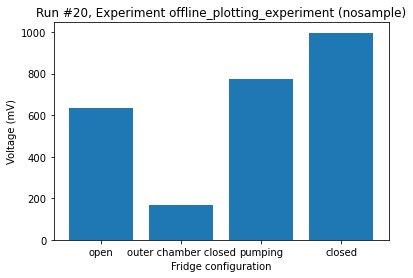 Run #20, Experiment offline_plotting_experiment (nosample)
1000
800
600
400
200
0
Voltage (mV)
open outer chamber closed pumping closed
Fridge configuration